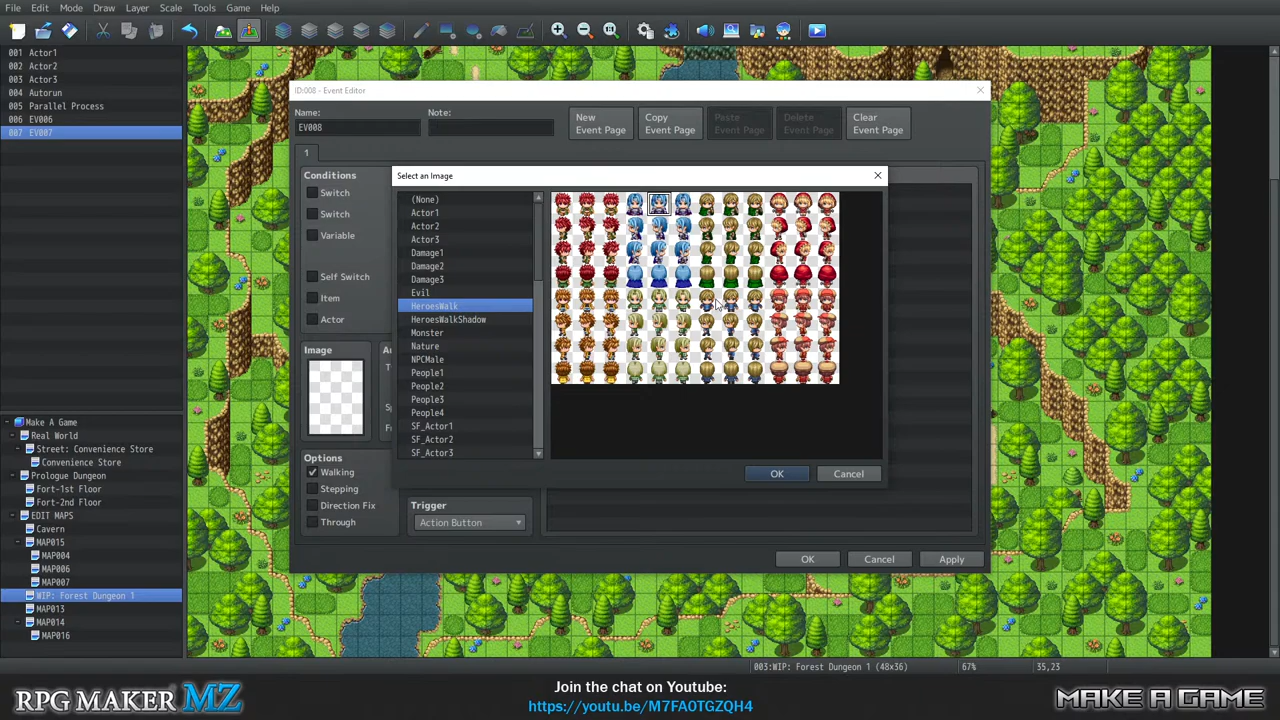 File Edit Mode Draw Layer Scale Tools Game Help
001 Actor1
002 Actor2
003 Actor3
004 Autorun
005 Parallel Process
006 EV006
007 EV007
Make A Game
Real World
Street: Convenience Store
Convenience Store
Prologue Dungeon
Fort-1st Floor
Fort-2nd Floor
EDIT MAPS
Cavern
MAP015
MAP004
MAP006
MAP007
WIP: Forest Dungeon 1
MAP013
MAP014
MAP016
ID:008 - Event Editor
Name:
Note:
EV008
New
Event Page
Copy
Event Page
Paste
Event Page
Delete
Event Page
Clear
Event Page
1
Conditions
Switch
Switch
Variable
Self Switch
Item
Actor
Image
Options
Walking
Stepping
Direction Fix
Through
Trigger
Action Button
OK
Cancel
Apply
Select an Image
(None)
Actor1
Actor2
Actor3
Damage1
Damage2
Damage3
Evil
HeroesWalk
HeroesWalkShadow
Monster
Nature
NPCMale
People1
People2
People3
People4
SF_Actor1
SF_Actor2
SF_Actor3
OK
Cancel
003:WIP: Forest Dungeon 1 (48x36)
67%
35,23
RPG MAKER MZ
Join the chat on Youtube:
https://youtu.be/M7FA0TGZQH4
MAKE A GAME